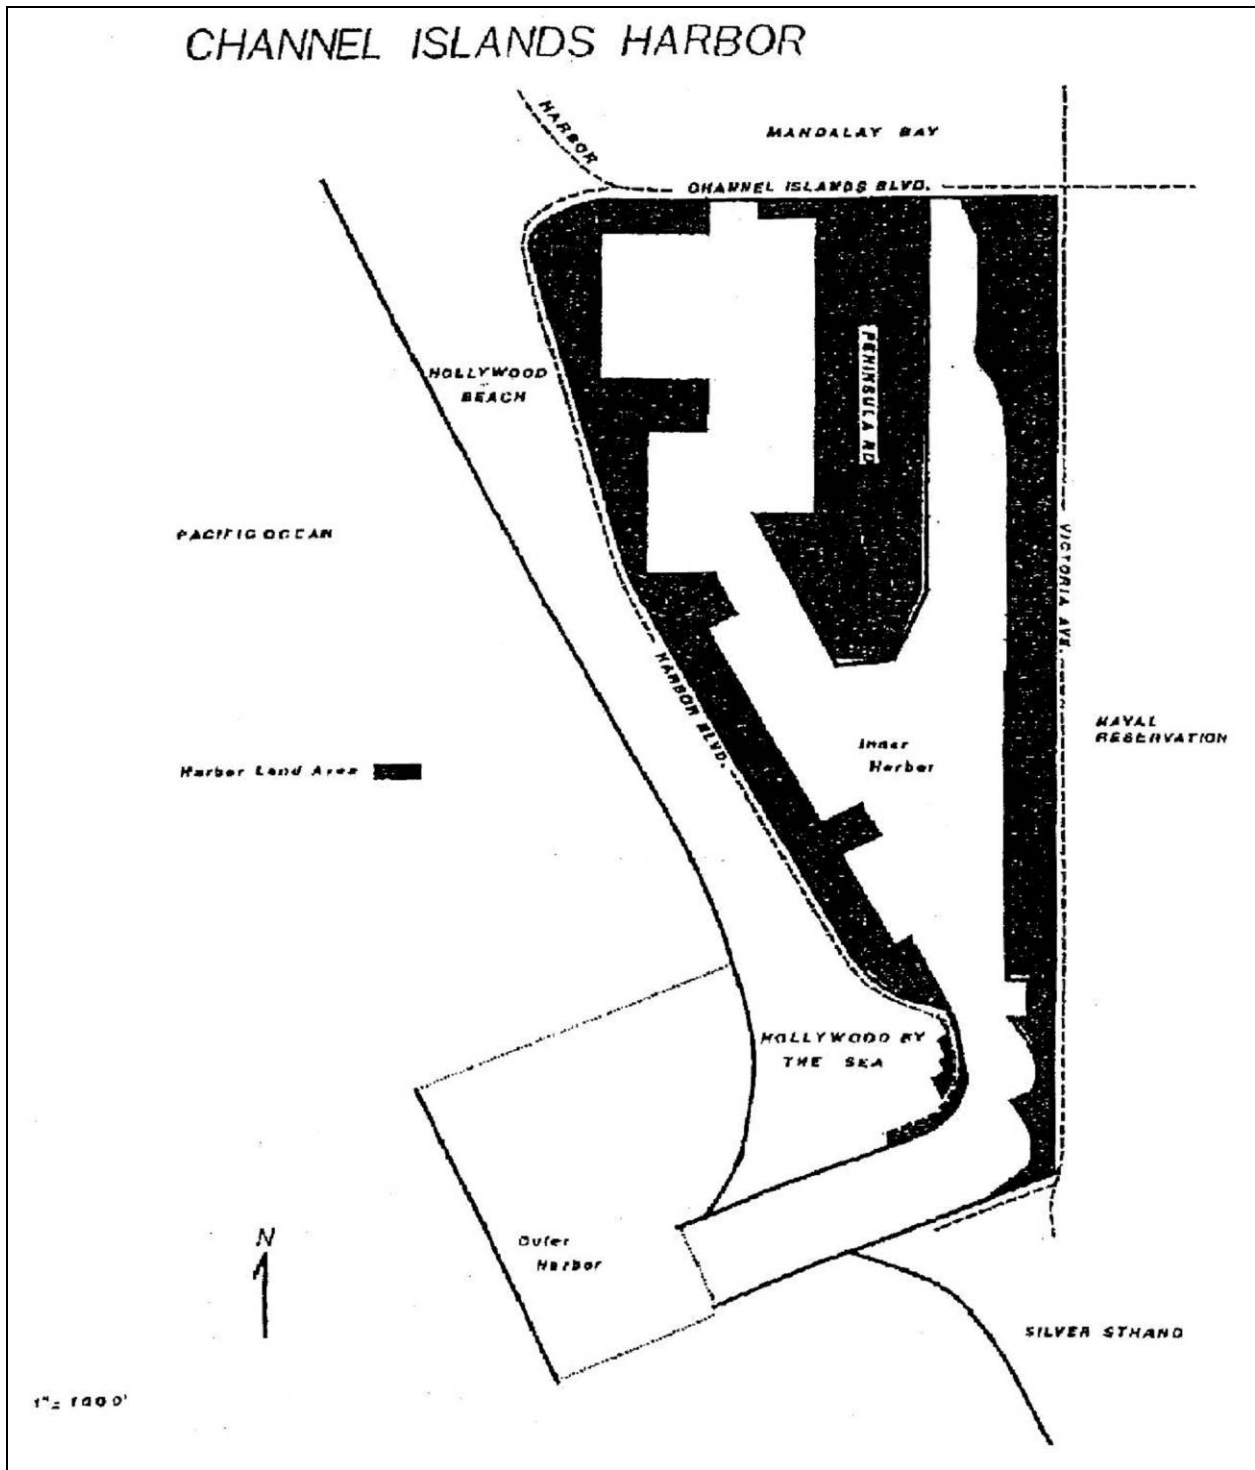 CHANNEL ISLANDS HARBOR
HARBOR
MANDALAY BAY
CHANNEL ISLANDS BLVD.
PENINSULA RD
HOLLYWOOD
BEACH
PACIFIC OCEAN
VICTORIA AVE.
HARBOR BLVD.
NAVAL
RESERVATION
Inner
Harbor
Harbor Land Area
HOLLYWOOD BY
THE SEA
N
Outer
Harbor
SILVER STRAND
1"= 1000'